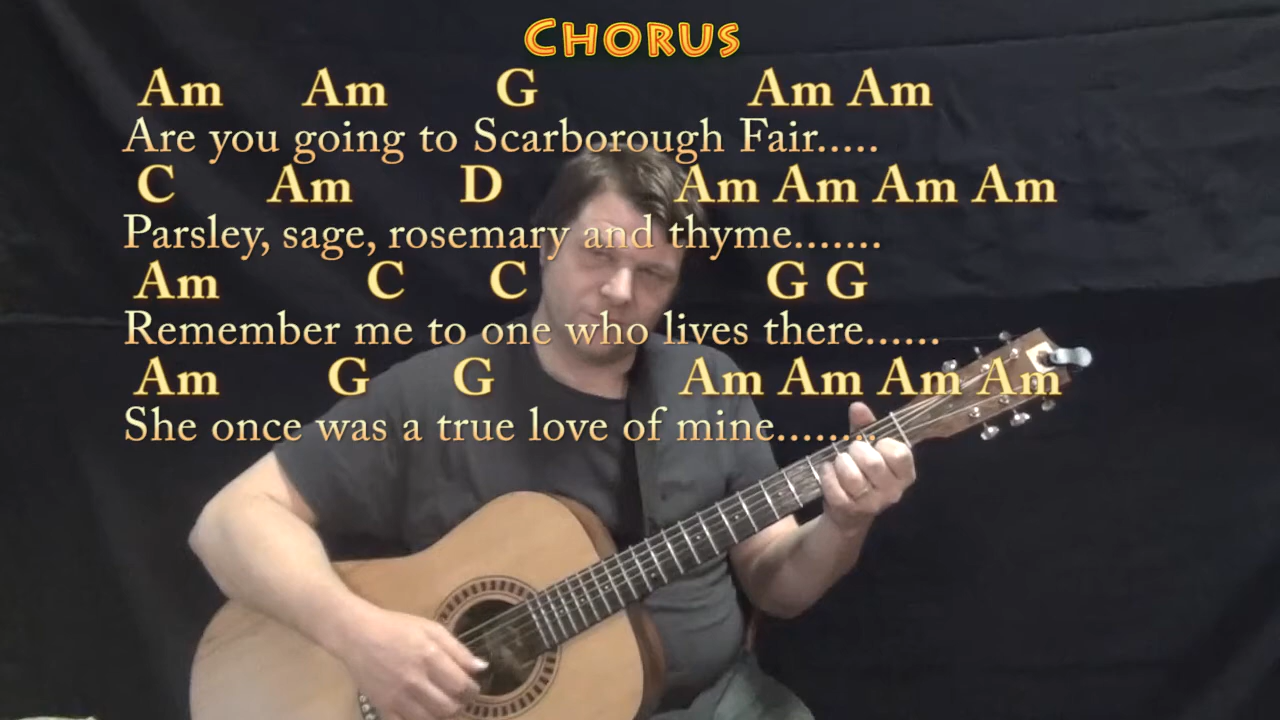 CHORUS
Am Am G Am Am
Are you going to Scarborough Fair.....
C Am D Am Am Am Am
Parsley, sage, rosemary and thyme.......
Am C C G G
Remember me to one who lives there......
Am G G Am Am Am Am
She once was a true love of mine........